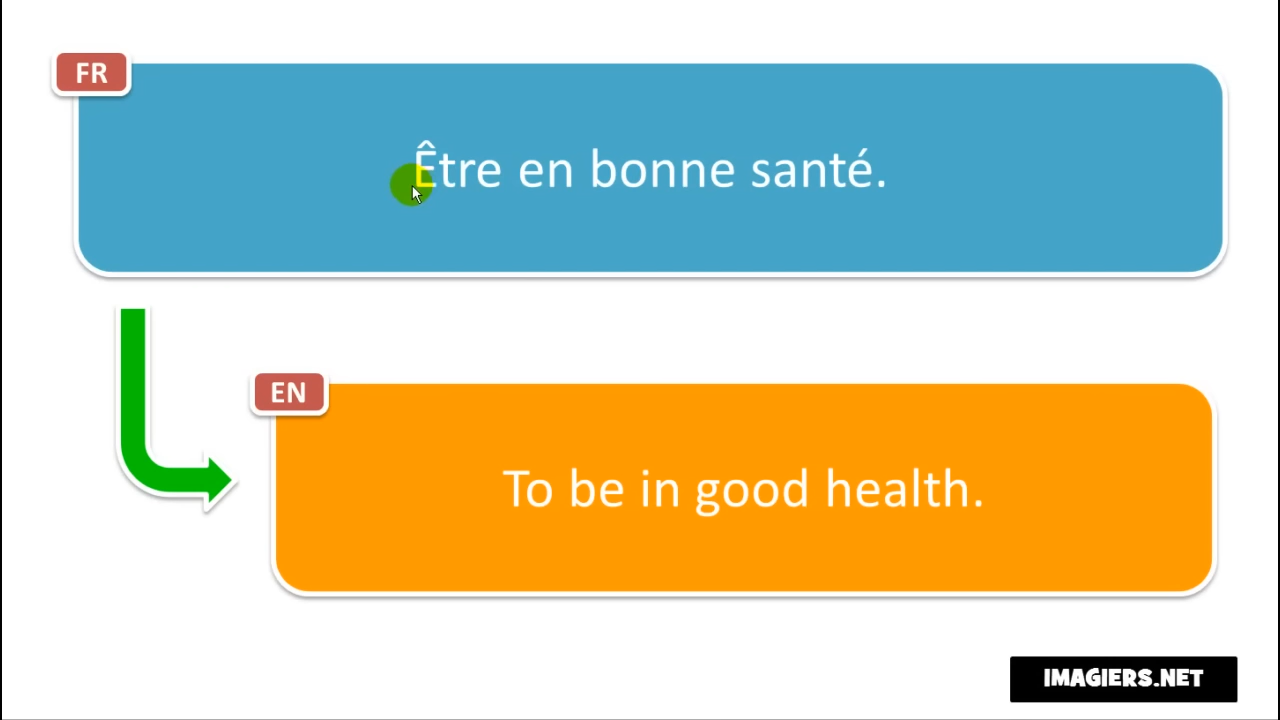 FR
Être en bonne santé.
EN
To be in good health.
IMAGIERS.NET